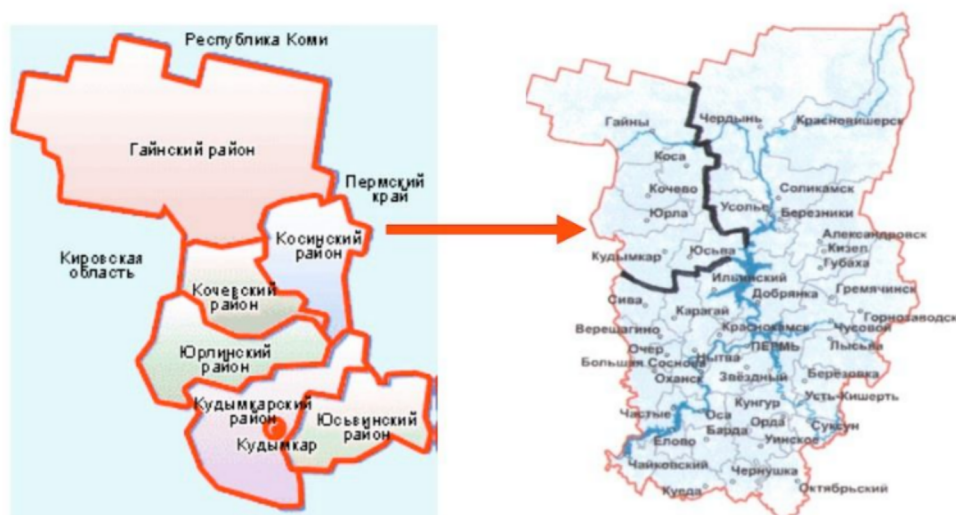 Республика Коми
Гайнский район
Пермский
край
Косинский
район
Кировская
область
Кочевский
район
Юрлинский
район
Кудымкарский
район
Кудымкар
Юсьвинский
район
Гайны
Чердынь
Красновишерск
Коса
Кочево
Юрла
Усолье
Соликамск
Березники
Кудымкар
Юсьва
Александровск
Кизел
Губаха
Ильинский
Добрянка
Гремячинск
Сива
Карагай
Горнозаводск
Верещагино
Краснокамск
Чусовой
Очёр
Нытва
ПЕРМЬ
Лысьва
Большая Соснова
Оханск
Звёздный
Берёзовка
Частые
Оса
Кунгур
Усть-Кишерть
Барда
Орда
Суксун
Елово
Уинское
Чайковский
Чернушка
Куеда
Октябрьский